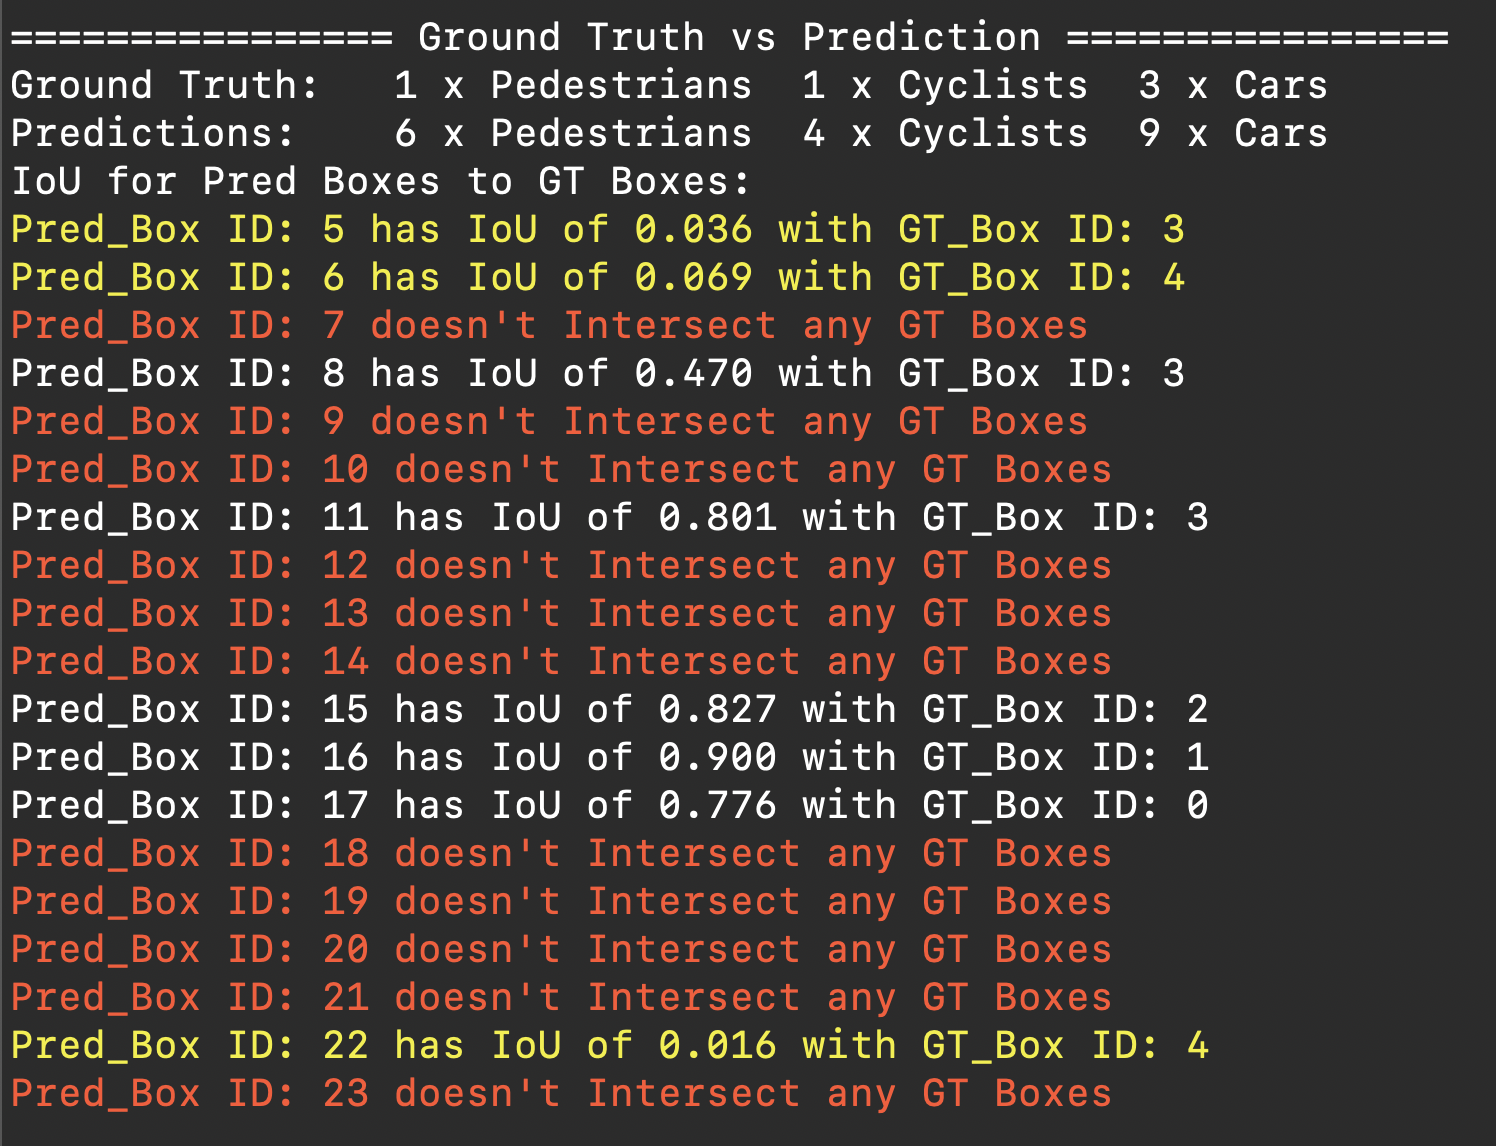 ================ Ground Truth vs Prediction ================
Ground Truth:   1 x Pedestrians  1 x Cyclists  3 x Cars
Predictions:    6 x Pedestrians  4 x Cyclists  9 x Cars
IoU for Pred Boxes to GT Boxes:
Pred_Box ID: 5 has IoU of 0.036 with GT_Box ID: 3
Pred_Box ID: 6 has IoU of 0.069 with GT_Box ID: 4
Pred_Box ID: 7 doesn't Intersect any GT Boxes
Pred_Box ID: 8 has IoU of 0.470 with GT_Box ID: 3
Pred_Box ID: 9 doesn't Intersect any GT Boxes
Pred_Box ID: 10 doesn't Intersect any GT Boxes
Pred_Box ID: 11 has IoU of 0.801 with GT_Box ID: 3
Pred_Box ID: 12 doesn't Intersect any GT Boxes
Pred_Box ID: 13 doesn't Intersect any GT Boxes
Pred_Box ID: 14 doesn't Intersect any GT Boxes
Pred_Box ID: 15 has IoU of 0.827 with GT_Box ID: 2
Pred_Box ID: 16 has IoU of 0.900 with GT_Box ID: 1
Pred_Box ID: 17 has IoU of 0.776 with GT_Box ID: 0
Pred_Box ID: 18 doesn't Intersect any GT Boxes
Pred_Box ID: 19 doesn't Intersect any GT Boxes
Pred_Box ID: 20 doesn't Intersect any GT Boxes
Pred_Box ID: 21 doesn't Intersect any GT Boxes
Pred_Box ID: 22 has IoU of 0.016 with GT_Box ID: 4
Pred_Box ID: 23 doesn't Intersect any GT Boxes